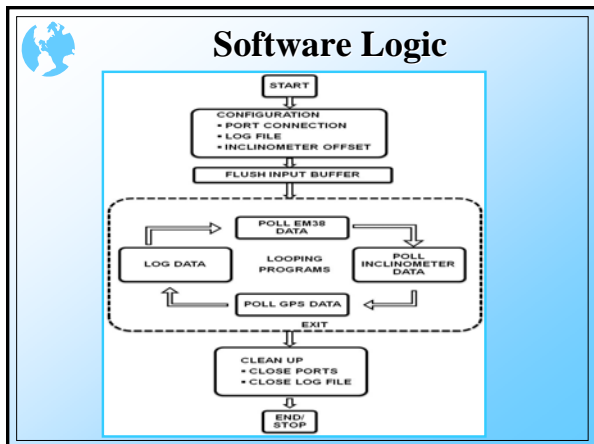 Software Logic
START
CONFIGURATION
• PORT CONNECTION
• LOG FILE
• INCLINOMETER OFFSET
FLUSH INPUT BUFFER
POLL EM38
DATA
LOG DATA
LOOPING
PROGRAMS
POLL
INCLINOMETER
DATA
POLL GPS DATA
EXIT
CLEAN UP
• CLOSE PORTS
• CLOSE LOG FILE
END/
STOP